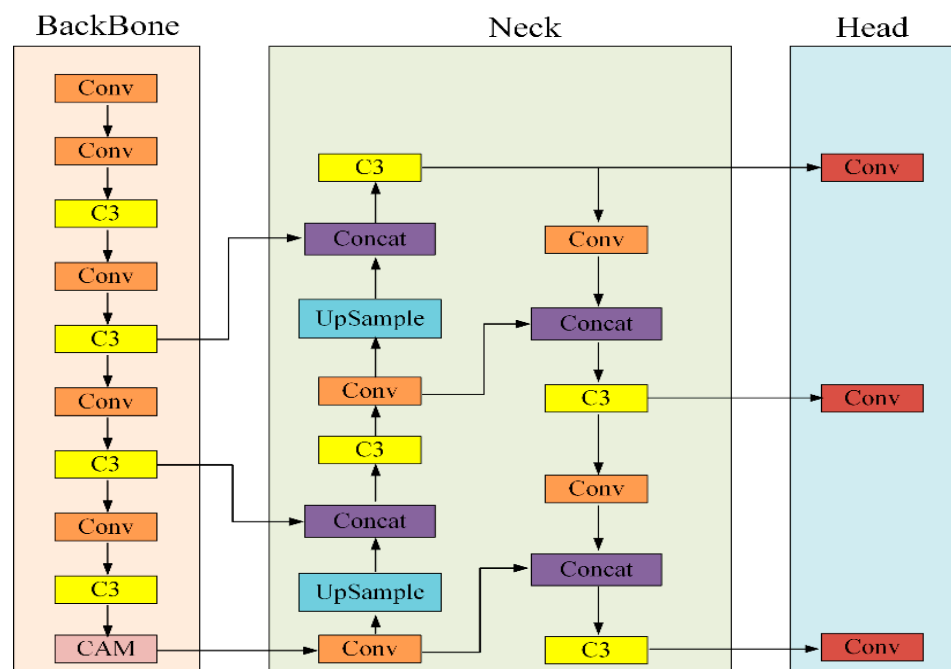 BackBone
Conv
Conv
C3
Conv
C3
Conv
C3
Conv
C3
CAM
Neck
C3
Concat
UpSample
Conv
C3
Concat
UpSample
Conv
Conv
Concat
C3
Conv
Concat
C3
Head
Conv
Conv
Conv